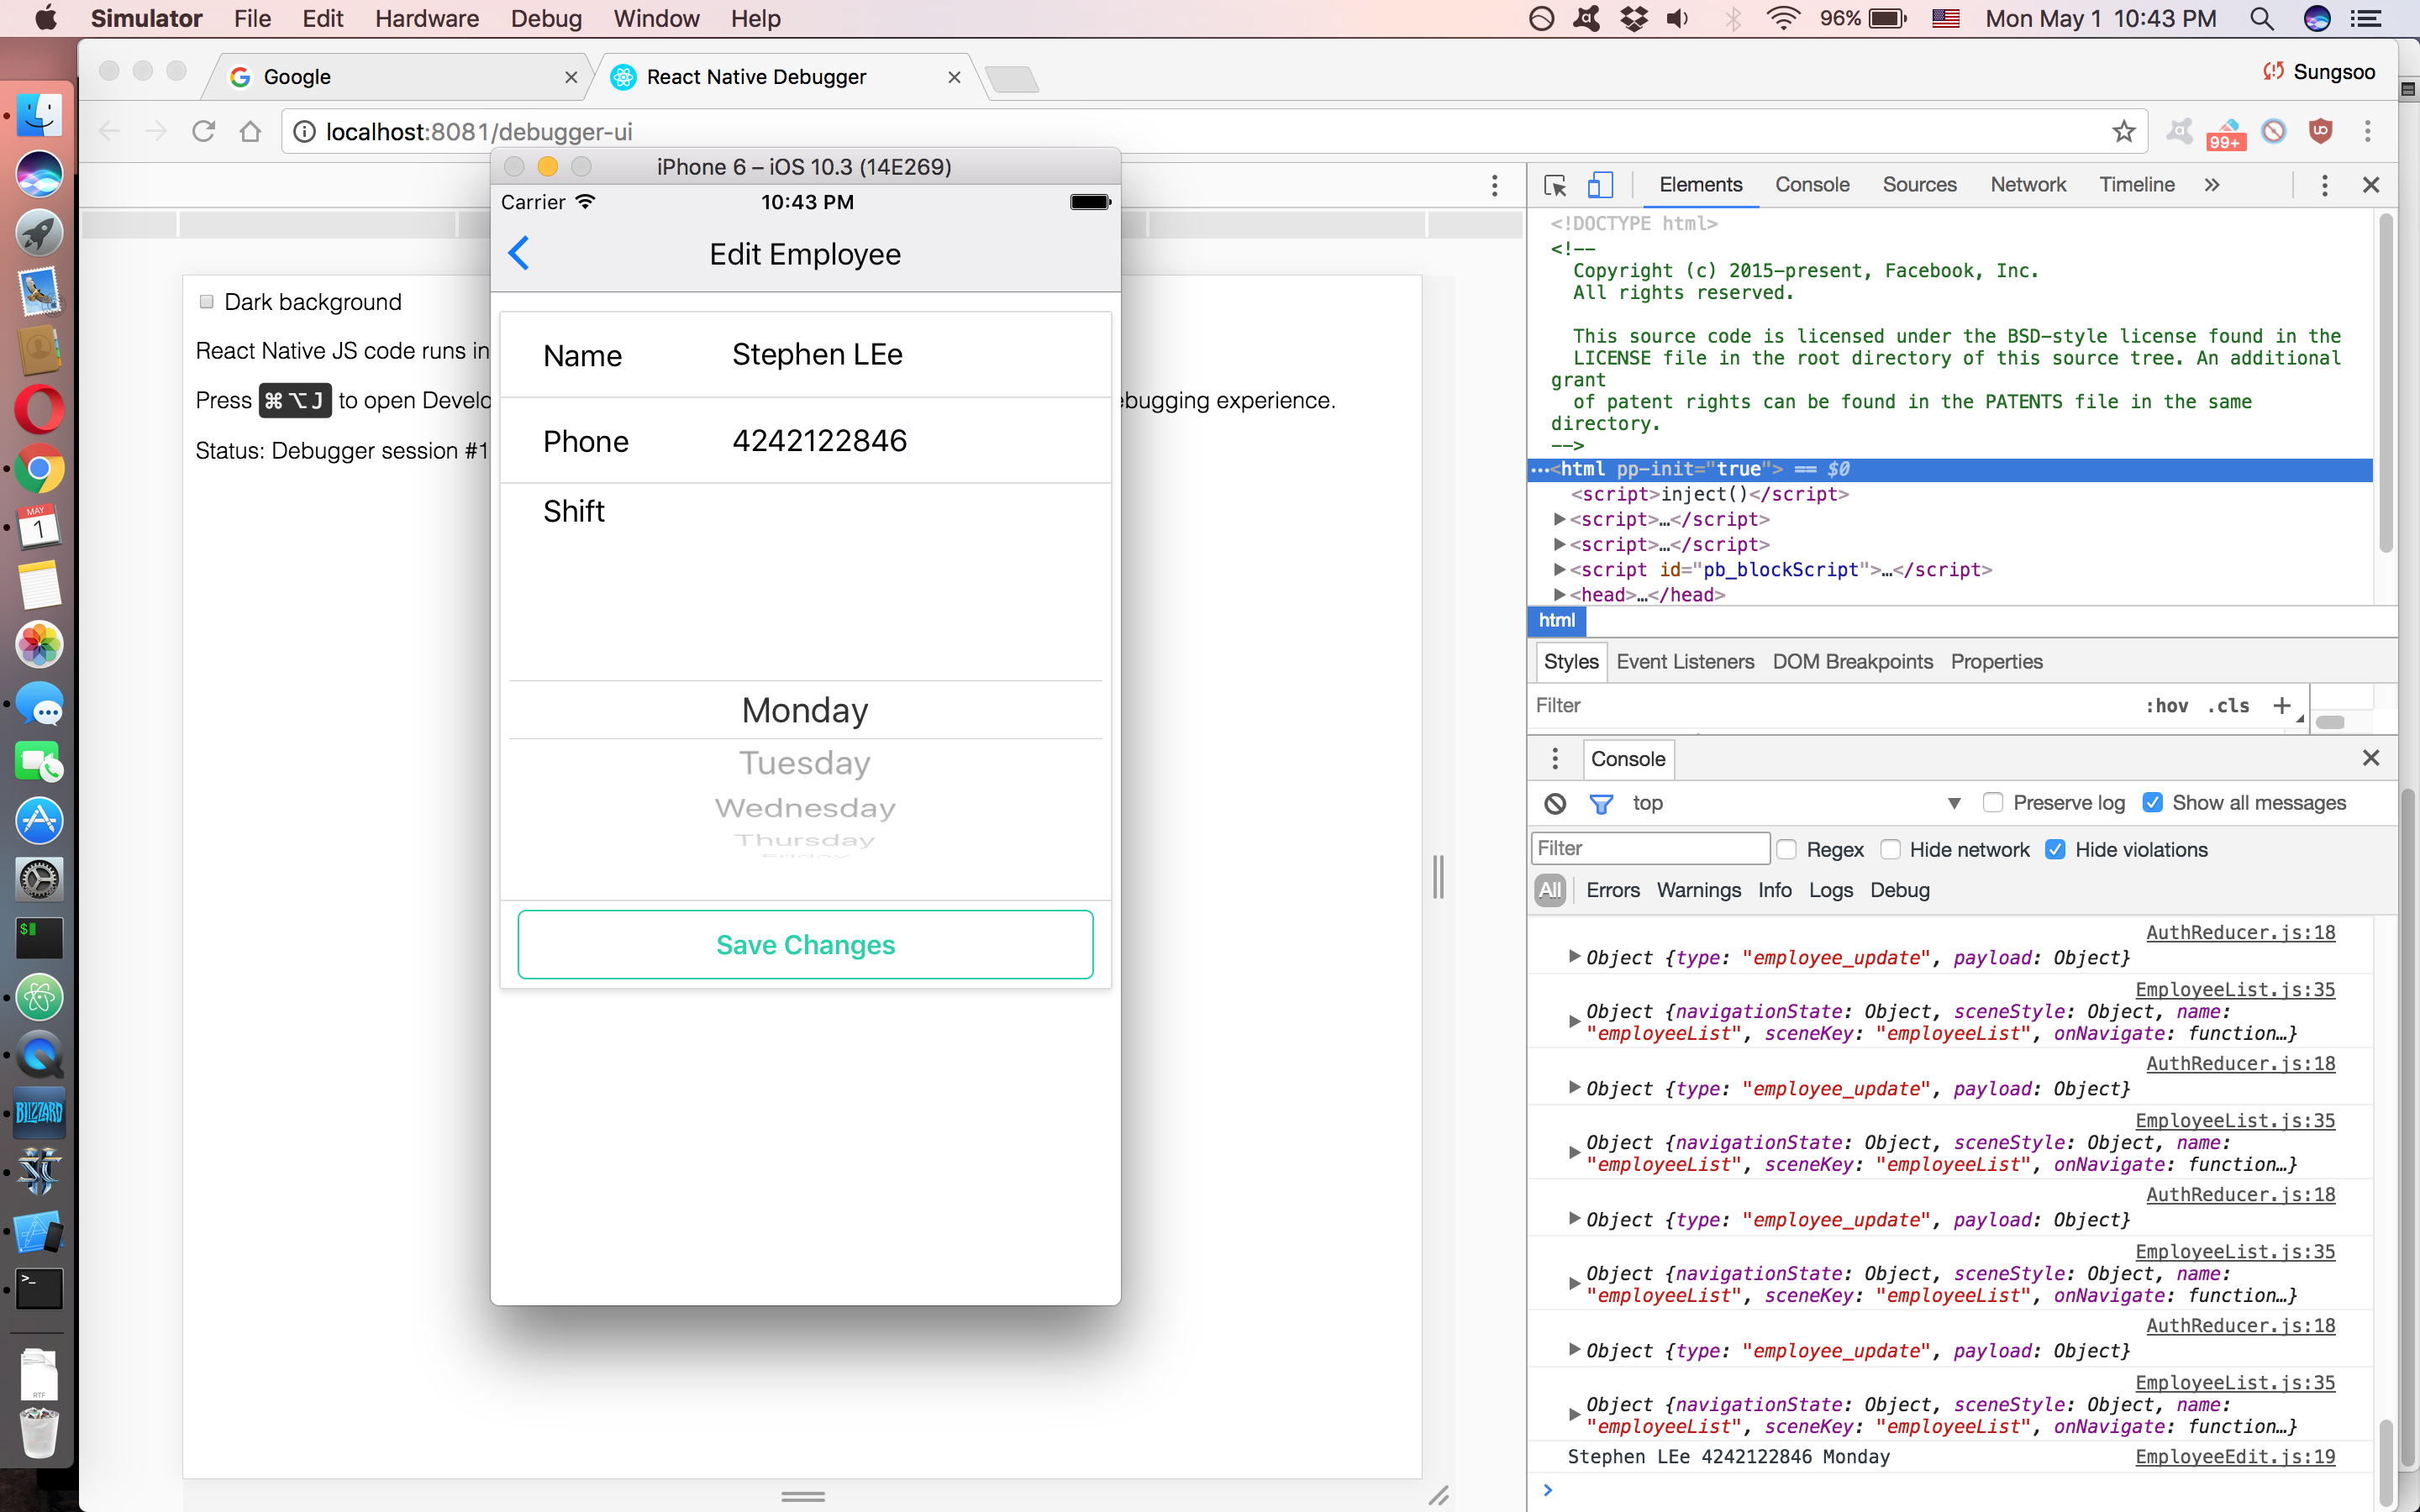 Simulator File Edit Hardware Debug Window Help 96% Mon May 1 10:43 PM
Google
React Native Debugger
Sungsoo
localhost:8081/debugger-ui
99+
iPhone 6 – iOS 10.3 (14E269)
Carrier 10:43 PM
Edit Employee
Name Stephen LEe
Phone 4242122846
Shift
Monday
Tuesday
Wednesday
Thursday
Friday
Save Changes
Dark background
React Native JS code runs in
Press ⌘⌥J to open Develo
bugging experience.
Status: Debugger session #1
Elements Console Sources Network Timeline »
<!DOCTYPE html>
<!--
Copyright (c) 2015-present, Facebook, Inc.
All rights reserved.
This source code is licensed under the BSD-style license found in the
LICENSE file in the root directory of this source tree. An additional
grant
of patent rights can be found in the PATENTS file in the same
directory.
-->
…<html pp-init="true"> == $0
<script>inject()</script>
<script>…</script>
<script>…</script>
<script id="pb_blockScript">…</script>
<head>…</head>
html
Styles Event Listeners DOM Breakpoints Properties
Filter :hov .cls +
Console
top Preserve log Show all messages
Filter Regex Hide network Hide violations
All Errors Warnings Info Logs Debug
AuthReducer.js:18
Object {type: "employee_update", payload: Object}
EmployeeList.js:35
Object {navigationState: Object, sceneStyle: Object, name:
"employeeList", sceneKey: "employeeList", onNavigate: function…}
AuthReducer.js:18
Object {type: "employee_update", payload: Object}
EmployeeList.js:35
Object {navigationState: Object, sceneStyle: Object, name:
"employeeList", sceneKey: "employeeList", onNavigate: function…}
AuthReducer.js:18
Object {type: "employee_update", payload: Object}
EmployeeList.js:35
Object {navigationState: Object, sceneStyle: Object, name:
"employeeList", sceneKey: "employeeList", onNavigate: function…}
AuthReducer.js:18
Object {type: "employee_update", payload: Object}
EmployeeList.js:35
Object {navigationState: Object, sceneStyle: Object, name:
"employeeList", sceneKey: "employeeList", onNavigate: function…}
Stephen LEe 4242122846 Monday EmployeeEdit.js:19
>
MAY
1
$
BLIZZARD
>_
RTF